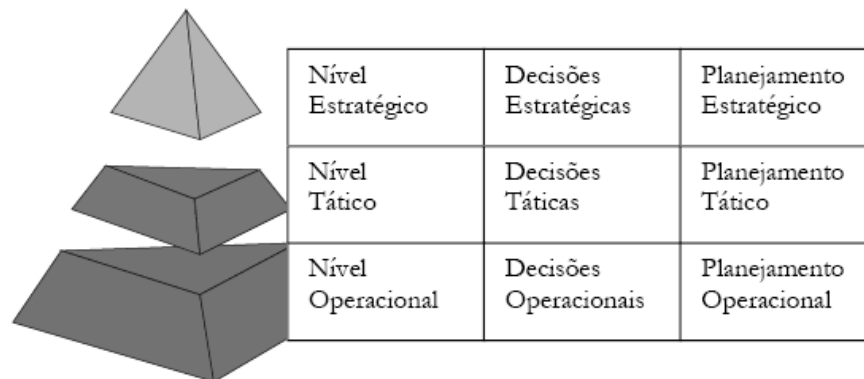 Nível
Estratégico
Decisões
Estratégicas
Planejamento
Estratégico
Nível
Tático
Decisões
Táticas
Planejamento
Tático
Nível
Operacional
Decisões
Operacionais
Planejamento
Operacional